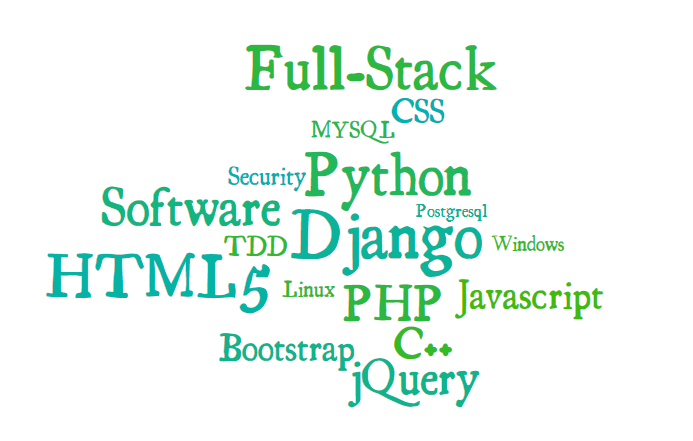 Full-Stack
CSS
MYSQL
Python
Security
Software
Postgresql
Django
TDD
Windows
HTML5
Linux
PHP
Javascript
C++
Bootstrap
jQuery